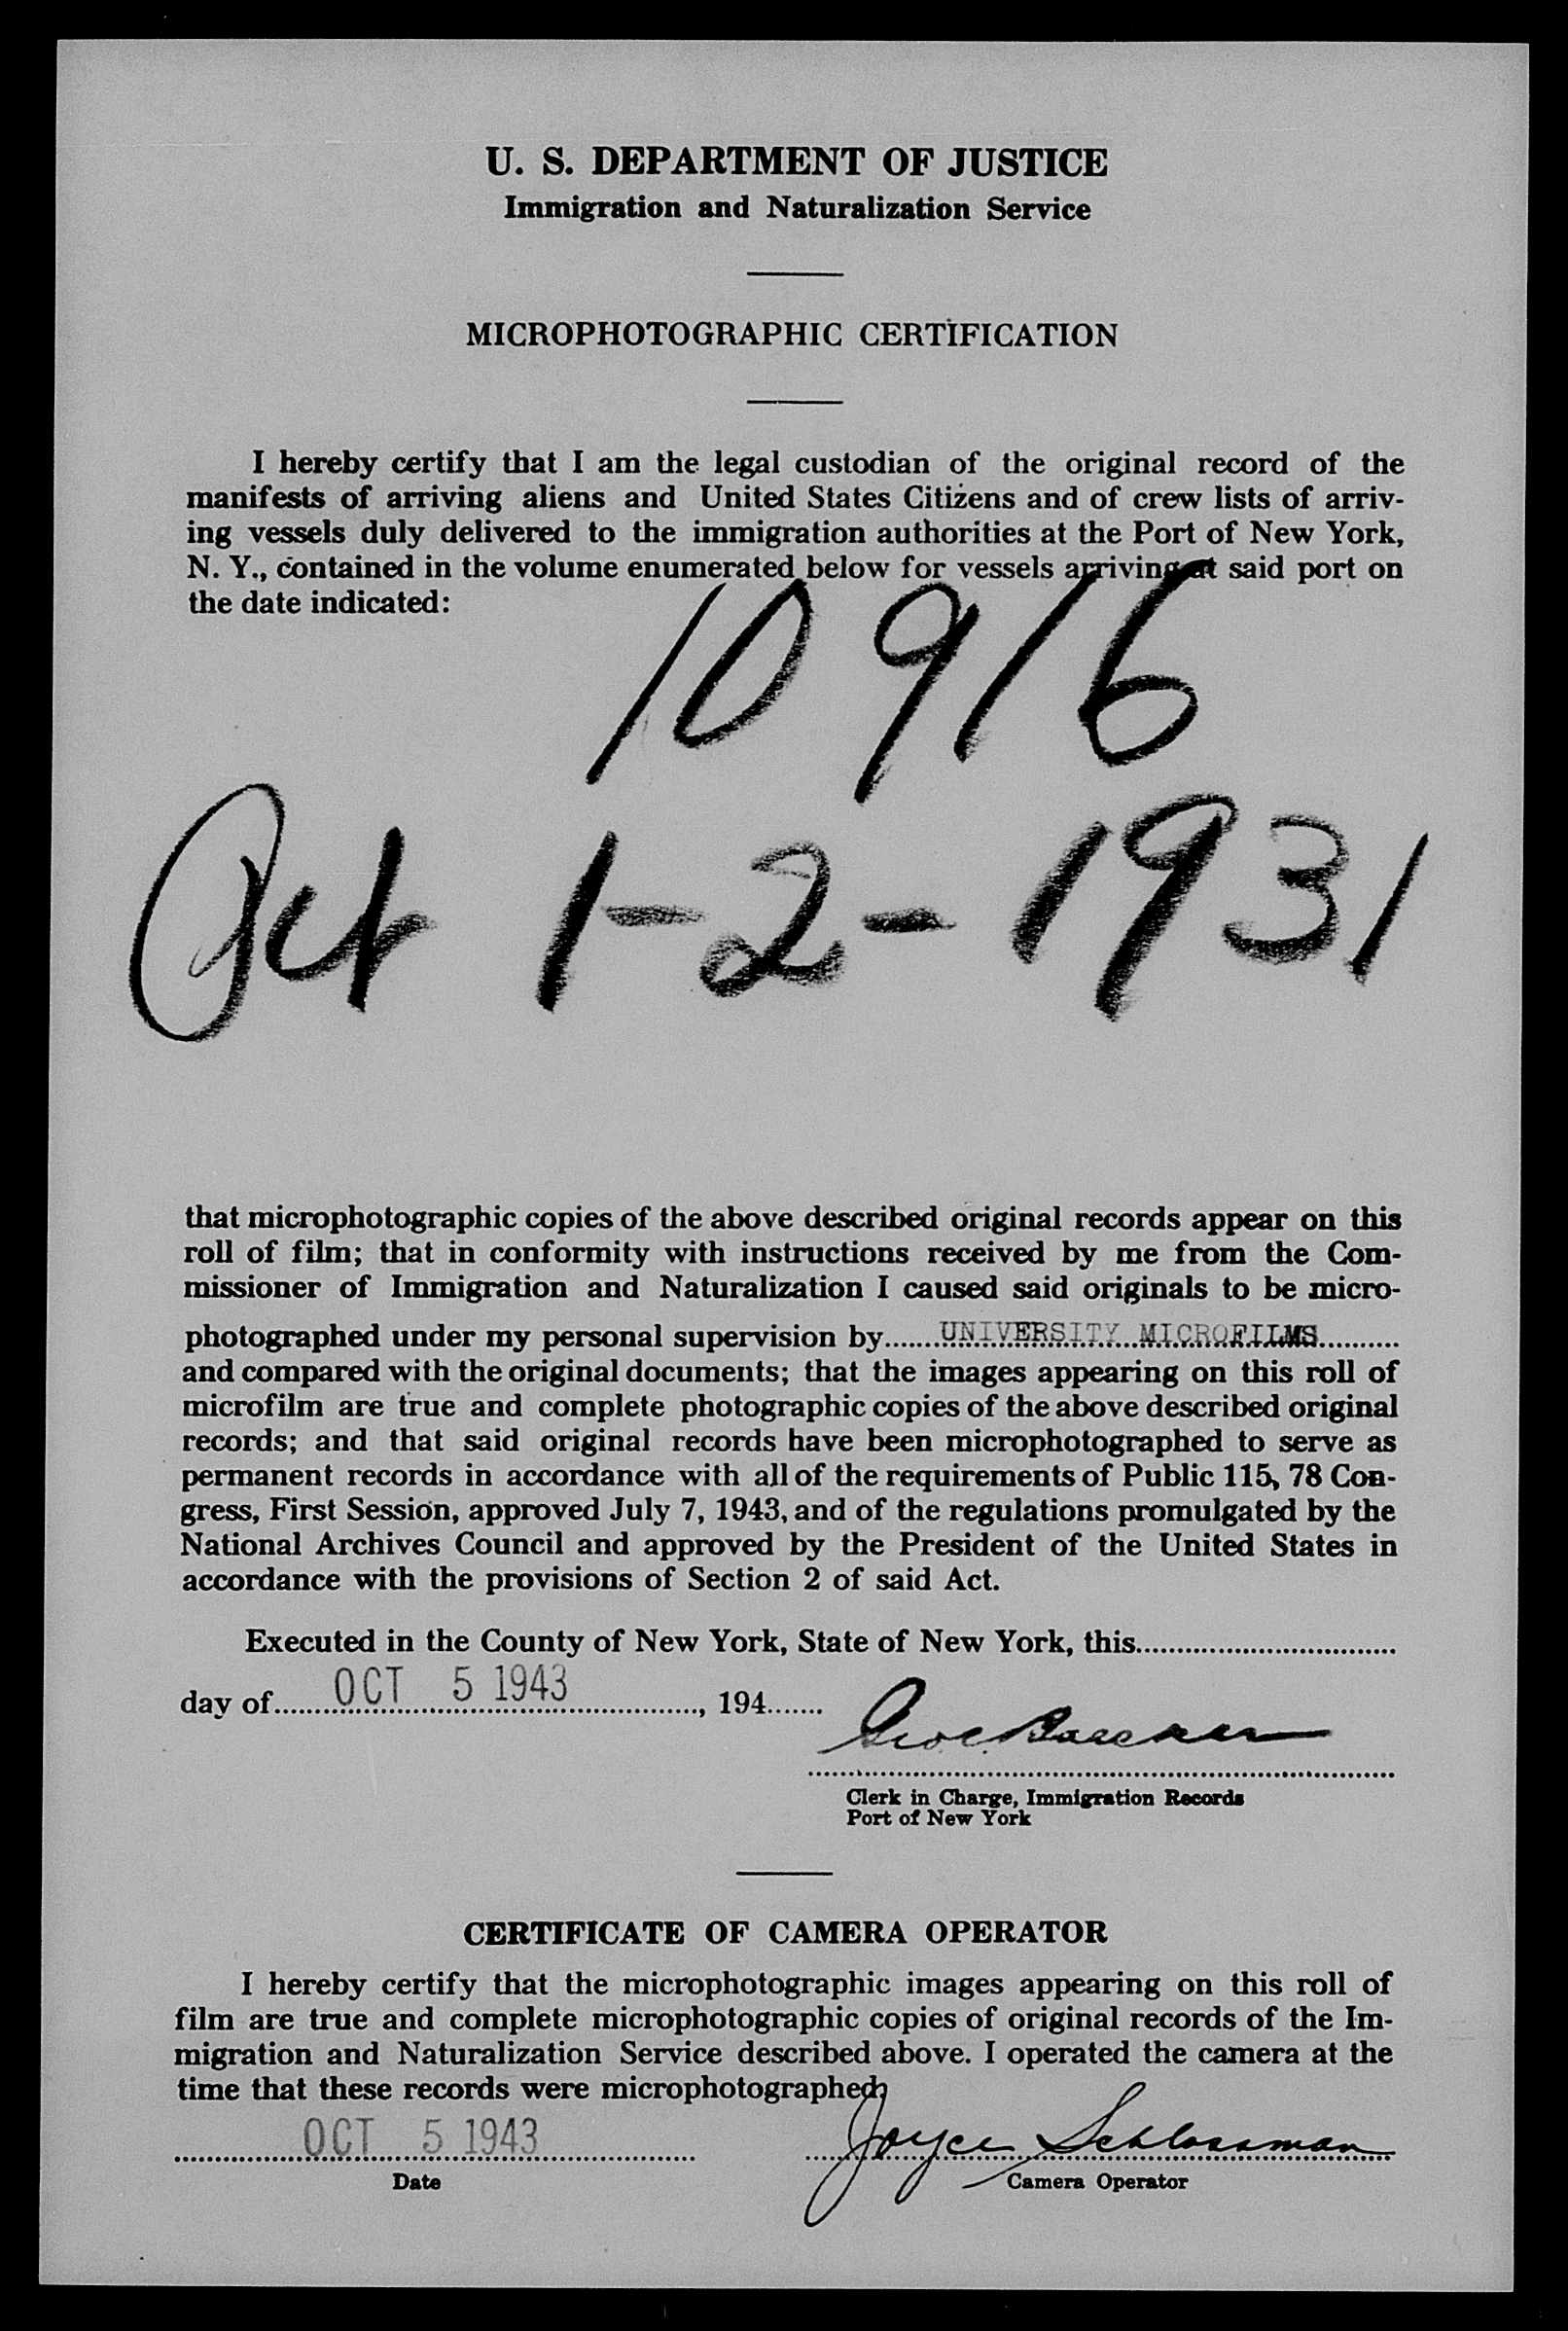 U. S. DEPARTMENT OF JUSTICE
Immigration and Naturalization Service
MICROPHOTOGRAPHIC CERTIFICATION
I hereby certify that I am the legal custodian of the original record of the
manifests of arriving aliens and United States Citizens and of crew lists of arriv-
ing vessels duly delivered to the immigration authorities at the Port of New York,
N. Y., contained in the volume enumerated below for vessels arriving at said port on
the date indicated:
10916
Oct 1-2-1931
that microphotographic copies of the above described original records appear on this
roll of film; that in conformity with instructions received by me from the Com-
missioner of Immigration and Naturalization I caused said originals to be micro-
photographed under my personal supervision by......UNIVERSITY MICROFILMS..........
and compared with the original documents; that the images appearing on this roll of
microfilm are true and complete photographic copies of the above described original
records; and that said original records have been microphotographed to serve as
permanent records in accordance with all of the requirements of Public 115, 78 Con-
gress, First Session, approved July 7, 1943, and of the regulations promulgated by the
National Archives Council and approved by the President of the United States in
accordance with the provisions of Section 2 of said Act.
Executed in the County of New York, State of New York, this................................
day of......OCT 5 1943................, 194.......
Clerk in Charge, Immigration Records
Port of New York
CERTIFICATE OF CAMERA OPERATOR
I hereby certify that the microphotographic images appearing on this roll of
film are true and complete microphotographic copies of original records of the Im-
migration and Naturalization Service described above. I operated the camera at the
time that these records were microphotographed.
OCT 5 1943 Joyce Schlossman
Date Camera Operator